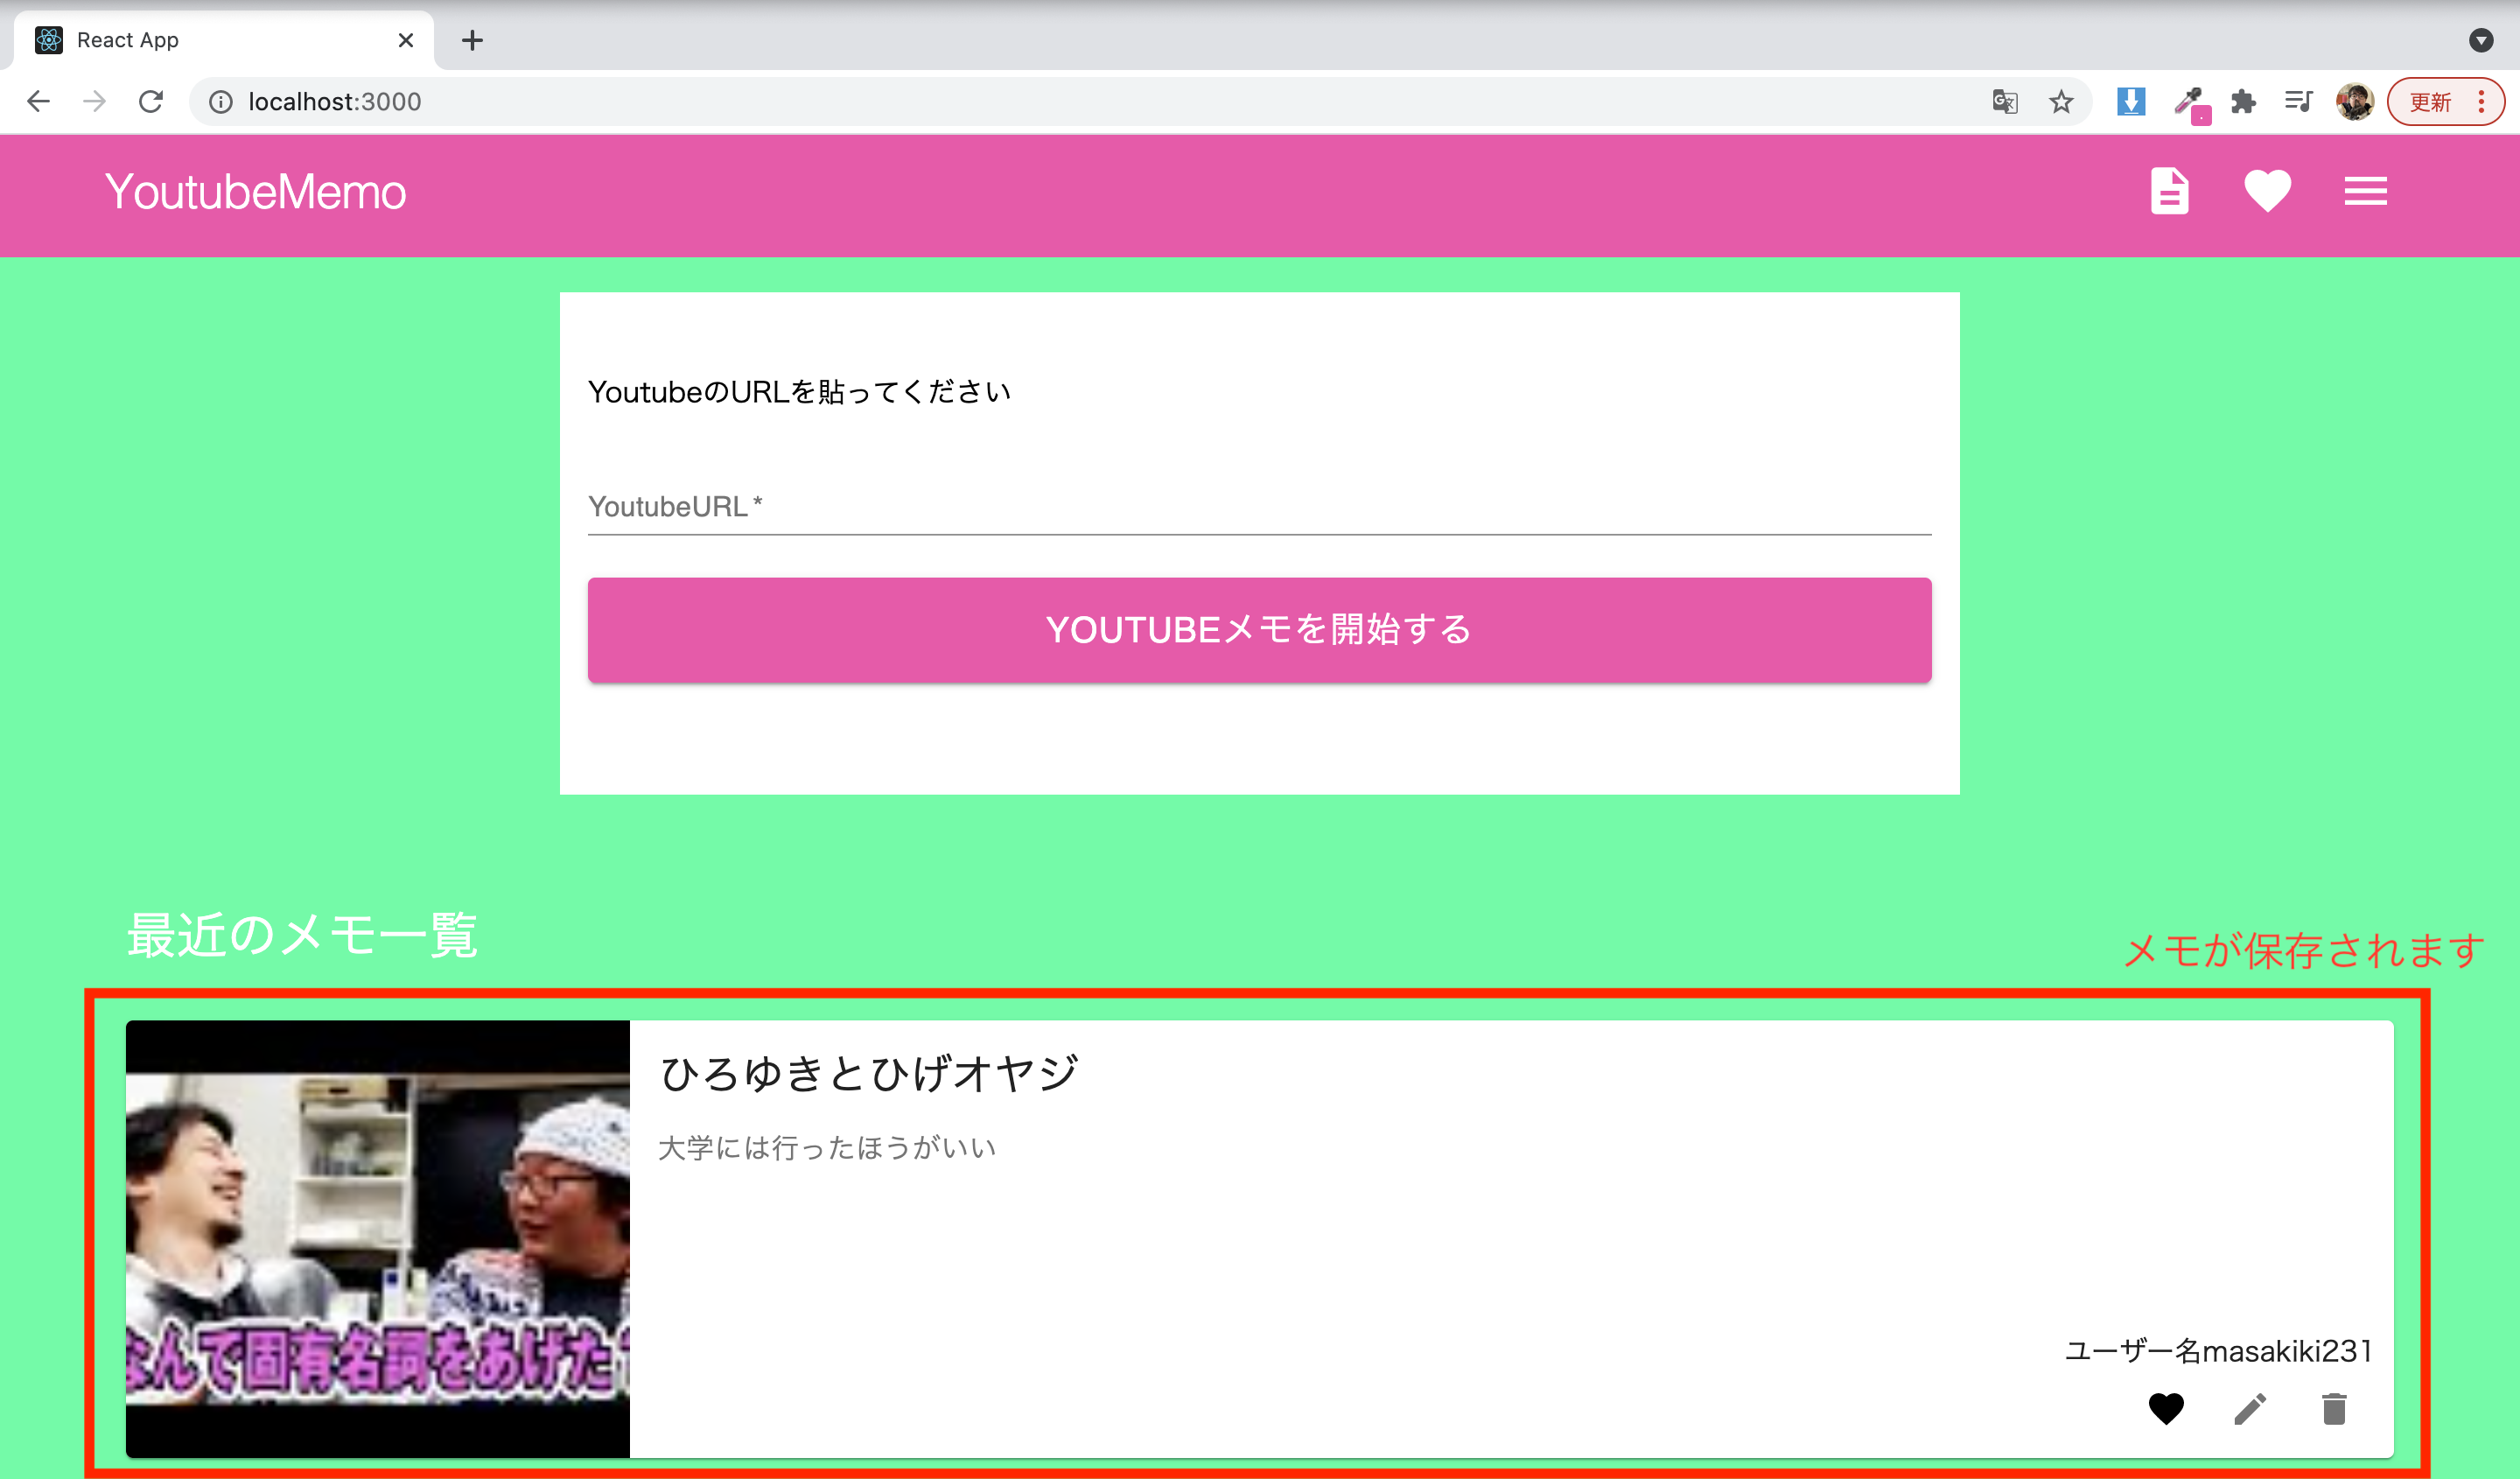 React App
localhost:3000
更新
YoutubeMemo
YoutubeのURLを貼ってください
YoutubeURL *
YOUTUBEメモを開始する
最近のメモ一覧
メモが保存されます
ひろゆきとひげオヤジ
大学には行ったほうがいい
なんで固有名詞をあげた
ユーザー名masakiki231